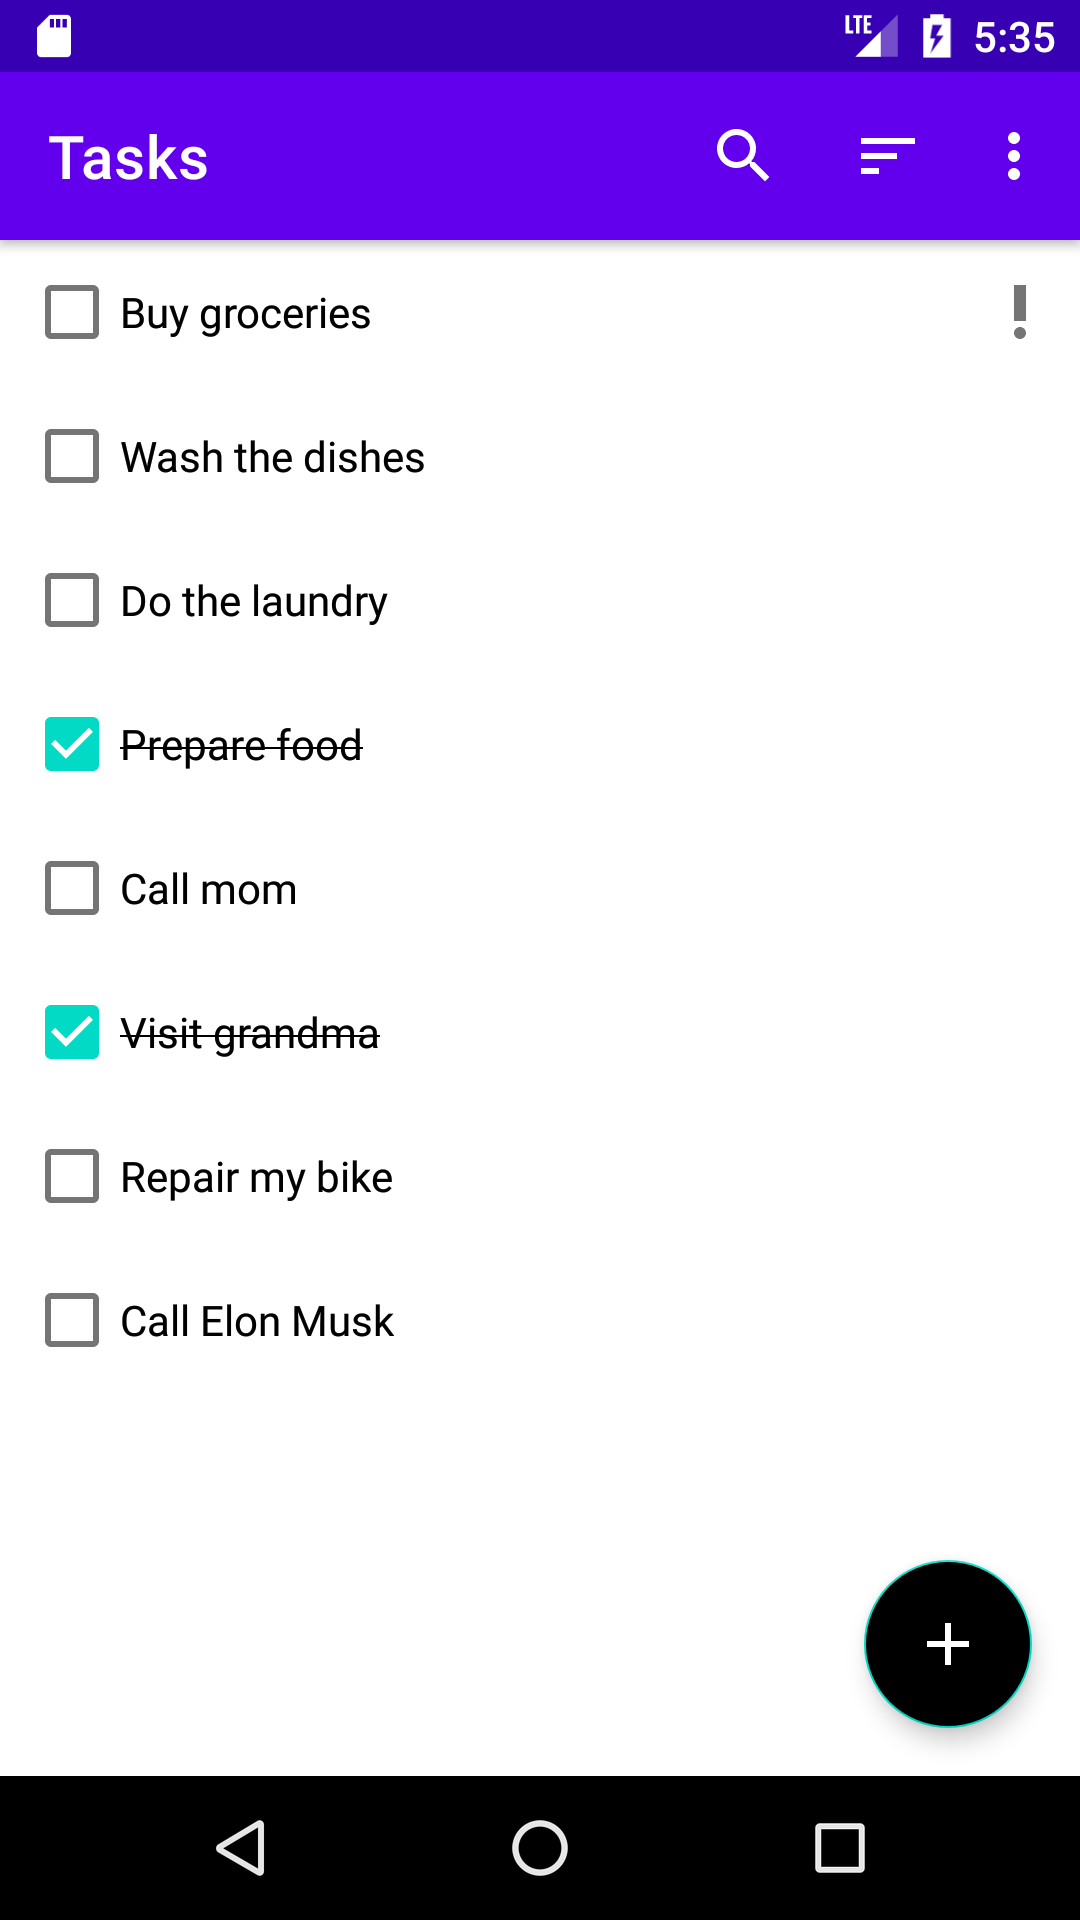 LTE 5:35
Tasks
Buy groceries
Wash the dishes
Do the laundry
Prepare food
Call mom
Visit grandma
Repair my bike
Call Elon Musk